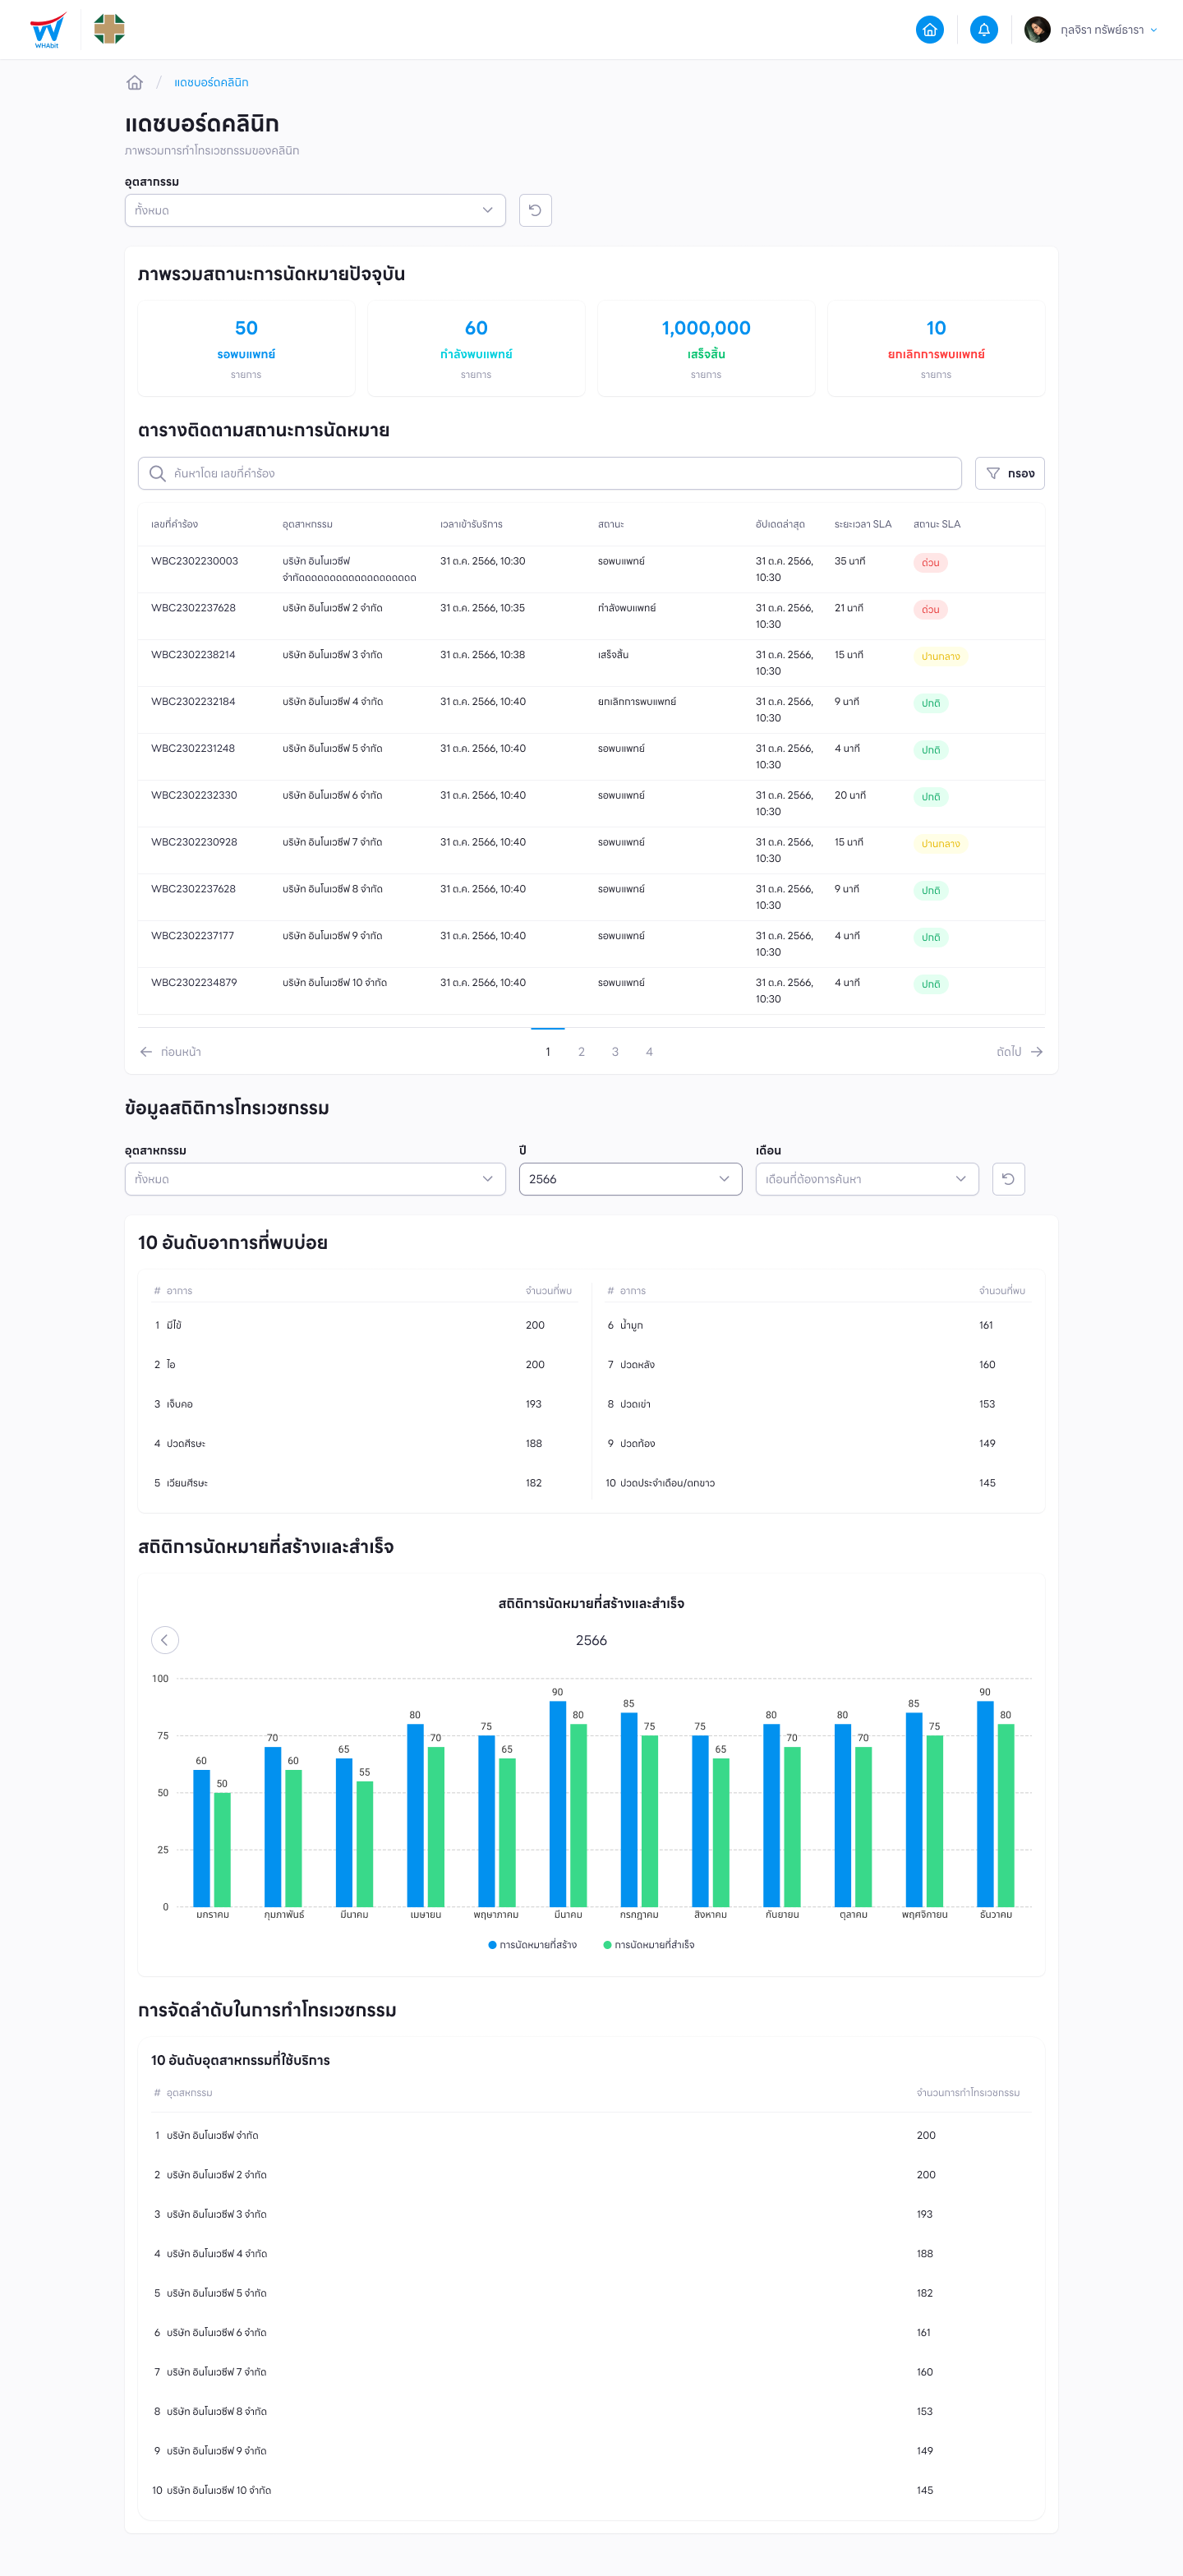 WHAbit
กุลจิรา ทรัพย์ธารา
/ แดชบอร์ดคลินิก
แดชบอร์ดคลินิก
ภาพรวมการทำโทรเวชกรรมของคลินิก
อุตสากรรม
ทั้งหมด
ภาพรวมสถานะการนัดหมายปัจจุบัน
50
รอพบแพทย์
รายการ
60
กำลังพบแพทย์
รายการ
1,000,000
เสร็จสิ้น
รายการ
10
ยกเลิกการพบแพทย์
รายการ
ตารางติดตามสถานะการนัดหมาย
ค้นหาโดย เลขที่คำร้อง
กรอง
เลขที่คำร้อง อุตสาหกรรม เวลาเข้ารับริการ สถานะ อัปเดตล่าสุด ระยะเวลา SLA สถานะ SLA
WBC2302230003 บริษัท อินโนเวชีฟ 31 ต.ค. 2566, 10:30 รอพบแพทย์ 31 ต.ค. 2566, 35 นาที ด่วน
จำกัดดดดดดดดดดดดดดดดดดด 10:30
WBC2302237628 บริษัท อินโนเวชีฟ 2 จำกัด 31 ต.ค. 2566, 10:35 กำลังพบแพทย์ 31 ต.ค. 2566, 21 นาที ด่วน
10:30
WBC2302238214 บริษัท อินโนเวชีฟ 3 จำกัด 31 ต.ค. 2566, 10:38 เสร็จสิ้น 31 ต.ค. 2566, 15 นาที ปานกลาง
10:30
WBC2302232184 บริษัท อินโนเวชีฟ 4 จำกัด 31 ต.ค. 2566, 10:40 ยกเลิกการพบแพทย์ 31 ต.ค. 2566, 9 นาที ปกติ
10:30
WBC2302231248 บริษัท อินโนเวชีฟ 5 จำกัด 31 ต.ค. 2566, 10:40 รอพบแพทย์ 31 ต.ค. 2566, 4 นาที ปกติ
10:30
WBC2302232330 บริษัท อินโนเวชีฟ 6 จำกัด 31 ต.ค. 2566, 10:40 รอพบแพทย์ 31 ต.ค. 2566, 20 นาที ปกติ
10:30
WBC2302230928 บริษัท อินโนเวชีฟ 7 จำกัด 31 ต.ค. 2566, 10:40 รอพบแพทย์ 31 ต.ค. 2566, 15 นาที ปานกลาง
10:30
WBC2302237628 บริษัท อินโนเวชีฟ 8 จำกัด 31 ต.ค. 2566, 10:40 รอพบแพทย์ 31 ต.ค. 2566, 9 นาที ปกติ
10:30
WBC2302237177 บริษัท อินโนเวชีฟ 9 จำกัด 31 ต.ค. 2566, 10:40 รอพบแพทย์ 31 ต.ค. 2566, 4 นาที ปกติ
10:30
WBC2302234879 บริษัท อินโนเวชีฟ 10 จำกัด 31 ต.ค. 2566, 10:40 รอพบแพทย์ 31 ต.ค. 2566, 4 นาที ปกติ
10:30
ก่อนหน้า 1 2 3 4 ถัดไป
ข้อมูลสถิติการโทรเวชกรรม
อุตสาหกรรม ปี เดือน
ทั้งหมด 2566 เดือนที่ต้องการค้นหา
10 อันดับอาการที่พบบ่อย
# อาการ จำนวนที่พบ # อาการ จำนวนที่พบ
1 มีไข้ 200 6 น้ำมูก 161
2 ไอ 200 7 ปวดหลัง 160
3 เจ็บคอ 193 8 ปวดเข่า 153
4 ปวดศีรษะ 188 9 ปวดท้อง 149
5 เวียนศีรษะ 182 10 ปวดประจำเดือน/ตกขาว 145
สถิติการนัดหมายที่สร้างและสำเร็จ
สถิติการนัดหมายที่สร้างและสำเร็จ
2566
100
75
50
25
0
60 50 70 60 65 55 80 70 75 65 90 80 85 75 75 65 80 70 80 70 85 75 90 80
มกราคม กุมภาพันธ์ มีนาคม เมษายน พฤษภาคม มีนาคม กรกฎาคม สิงหาคม กันยายน ตุลาคม พฤศจิกายน ธันวาคม
การนัดหมายที่สร้าง การนัดหมายที่สำเร็จ
การจัดลำดับในการทำโทรเวชกรรม
10 อันดับอุตสาหกรรมที่ใช้บริการ
# อุตสหกรรม จำนวนการทำโทรเวชกรรม
1 บริษัท อินโนเวชีฟ จำกัด 200
2 บริษัท อินโนเวชีฟ 2 จำกัด 200
3 บริษัท อินโนเวชีฟ 3 จำกัด 193
4 บริษัท อินโนเวชีฟ 4 จำกัด 188
5 บริษัท อินโนเวชีฟ 5 จำกัด 182
6 บริษัท อินโนเวชีฟ 6 จำกัด 161
7 บริษัท อินโนเวชีฟ 7 จำกัด 160
8 บริษัท อินโนเวชีฟ 8 จำกัด 153
9 บริษัท อินโนเวชีฟ 9 จำกัด 149
10 บริษัท อินโนเวชีฟ 10 จำกัด 145